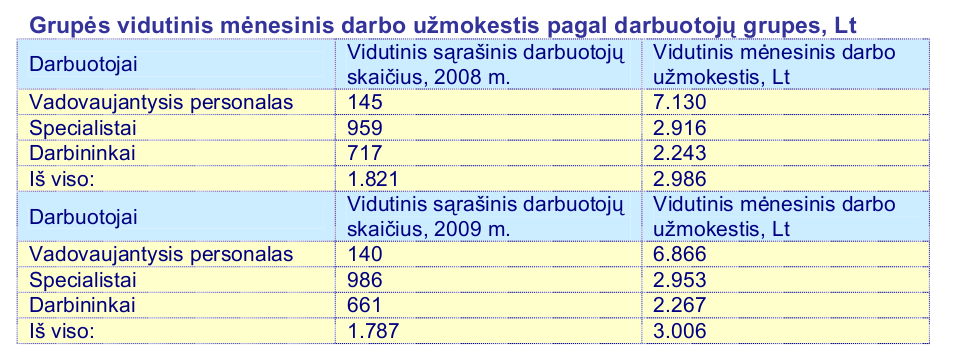 Grupės vidutinis mėnesinis darbo užmokestis pagal darbuotojų grupes, Lt
Darbuotojai Vidutinis sąrašinis darbuotojų skaičius, 2008 m. Vidutinis mėnesinis darbo užmokestis, Lt
Vadovaujantysis personalas 145 7.130
Specialistai 959 2.916
Darbininkai 717 2.243
Iš viso: 1.821 2.986
Darbuotojai Vidutinis sąrašinis darbuotojų skaičius, 2009 m. Vidutinis mėnesinis darbo užmokestis, Lt
Vadovaujantysis personalas 140 6.866
Specialistai 986 2.953
Darbininkai 661 2.267
Iš viso: 1.787 3.006